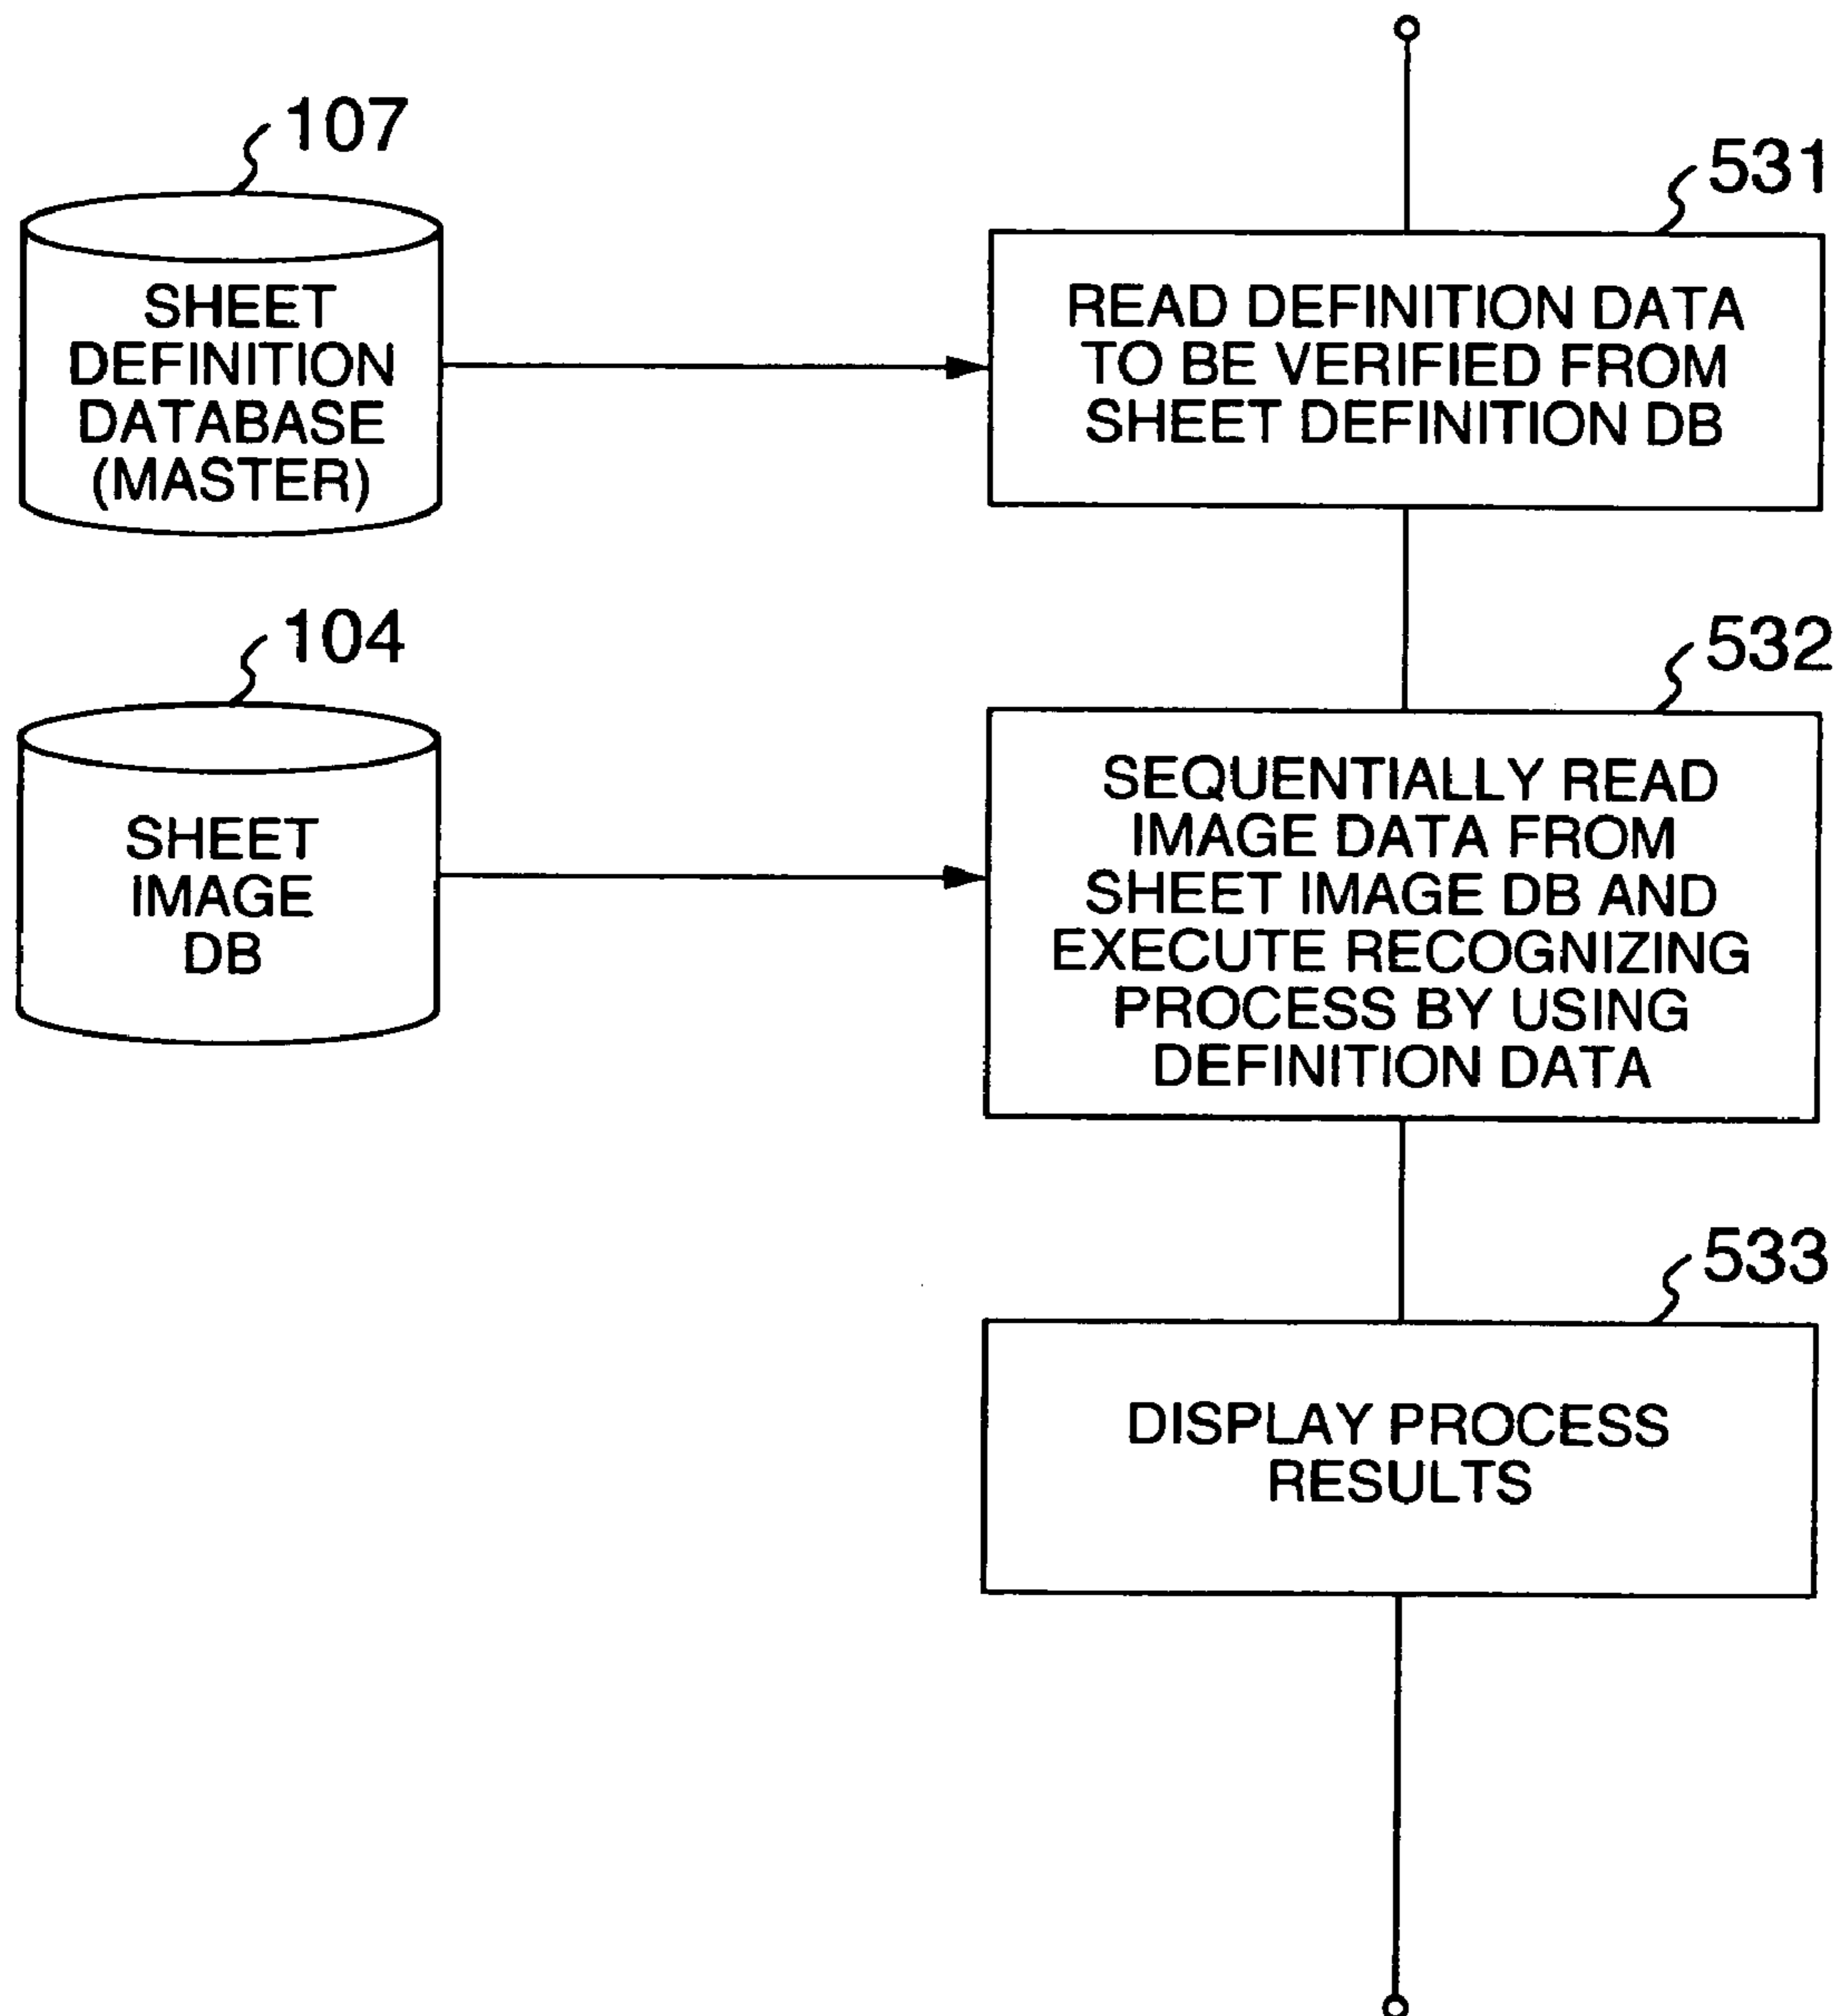 107
SHEET
DEFINITION
DATABASE
(MASTER)
531
READ DEFINITION DATA
TO BE VERIFIED FROM
SHEET DEFINITION DB
104
SHEET
IMAGE
DB
532
SEQUENTIALLY READ
IMAGE DATA FROM
SHEET IMAGE DB AND
EXECUTE RECOGNIZING
PROCESS BY USING
DEFINITION DATA
533
DISPLAY PROCESS
RESULTS